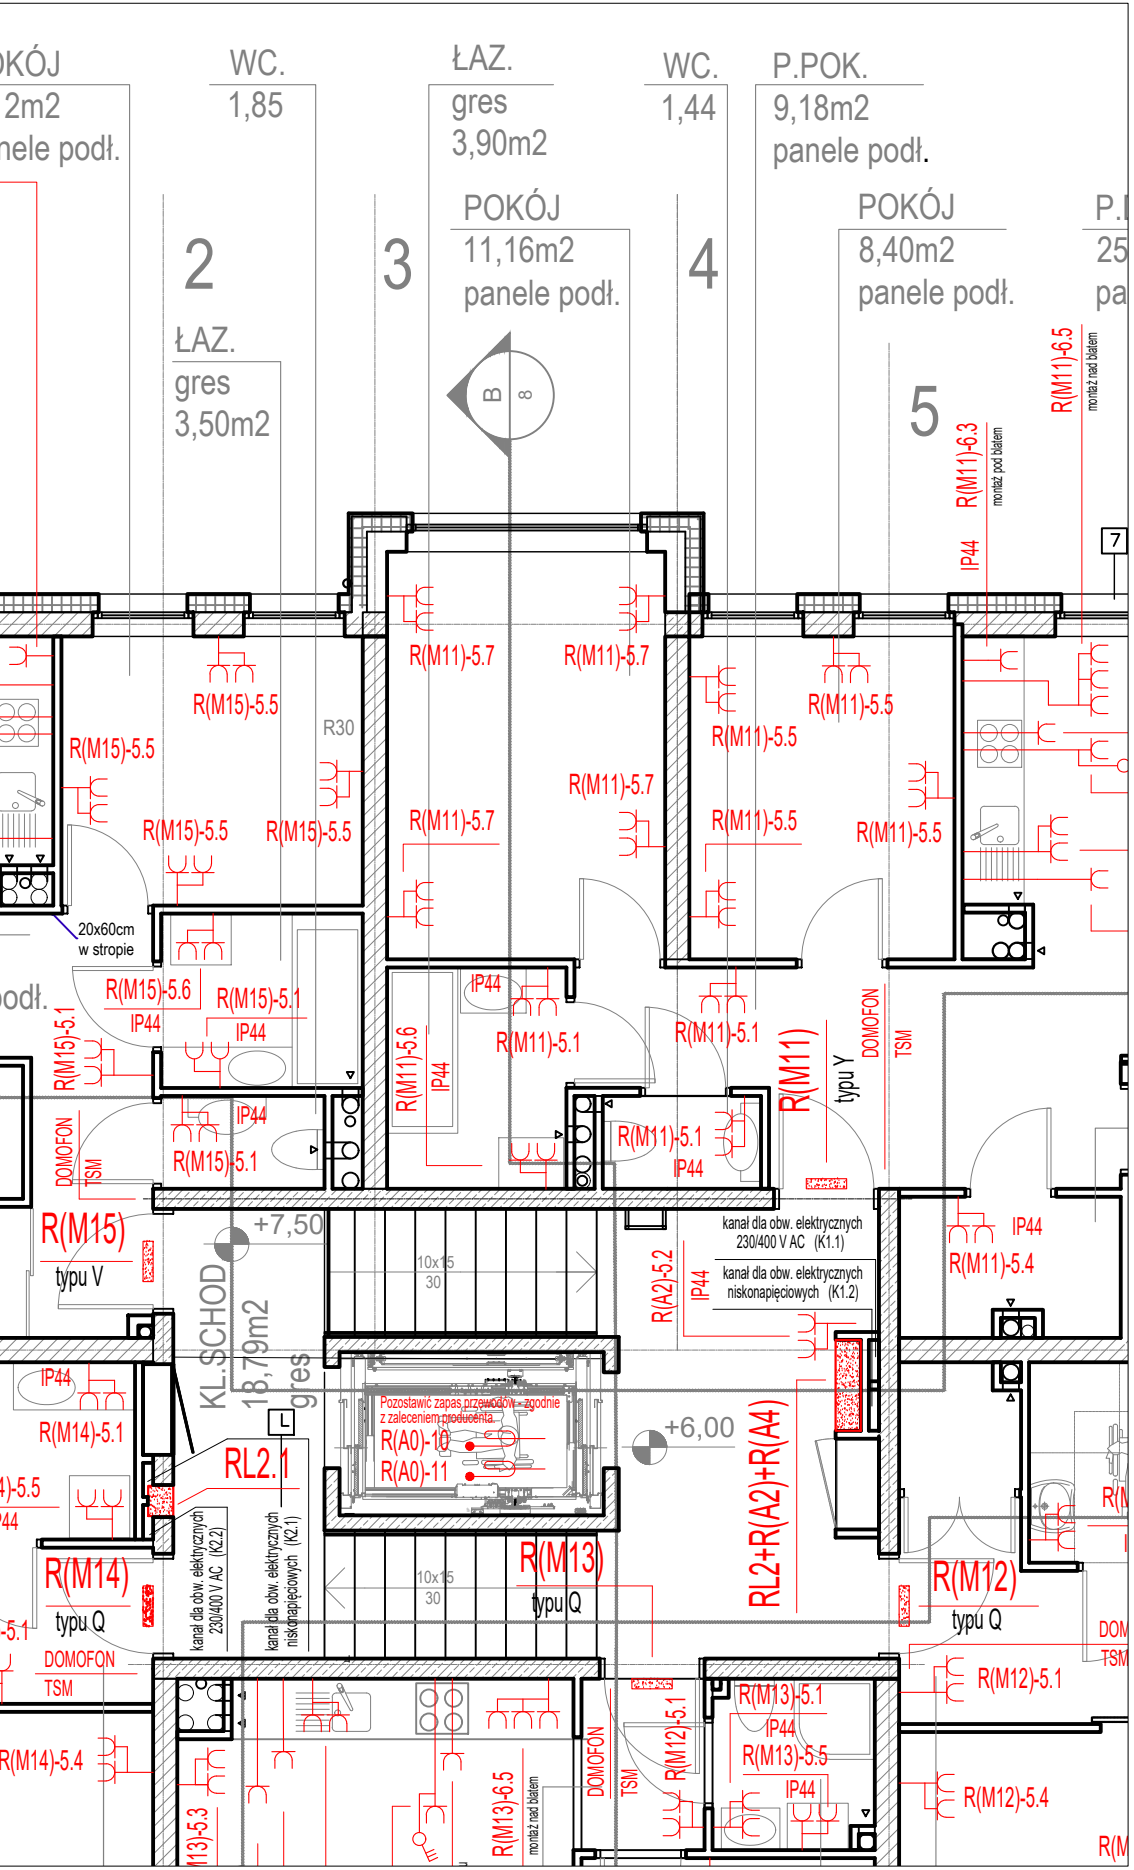 WC.
1,85
ŁAZ.
gres
3,90m2
WC.
1,44
P.POK.
9,18m2
panele podł.
2m2
podł.
POKÓJ
11,16m2
panele podł.
POKÓJ
8,40m2
panele podł.
25
2
3
4
5
ŁAZ.
gres
3,50m2
B
8
R(M11)-6.5
montaż nad blatem
R(M11)-6.3
montaż pod blatem
IP44
7
R(M11)-5.7
R(M11)-5.7
R(M15)-5.5
R(M11)-5.5
R30
R(M15)-5.5
R(M11)-5.5
R(M11)-5.7
R(M15)-5.5
R(M15)-5.5
R(M11)-5.7
R(M11)-5.5
R(M11)-5.5
20x60cm
w stropie
podł.
R(M15)-5.6
IP44
R(M15)-5.1
IP44
R(M15)-5.1
IP44
R(M11)-5.1
R(M11)-5.6
IP44
R(M11)-5.1
R(M11)
typu Y
DOMOFON
TSM
IP44
R(M15)-5.1
DOMOFON
TSM
R(M11)-5.1
IP44
R(M15)
typu V
+7,50
KL.SCHOD
18,79m2
gres
10x15
30
R(A2)-5.2
IP44
kanał dla obw. elektrycznych
230/400 V AC (K1.1)
kanał dla obw. elektrycznych
niskonapięciowych (K1.2)
IP44
R(M11)-5.4
IP44
R(M14)-5.1
Pozostawić zapas przewodów - zgodnie
z zaleceniem producenta.
R(A0)-10
R(A0)-11
+6,00
RL2+R(A2)+R(A4)
L
RL2.1
kanał dla obw. elektrycznych
230/400 V AC (K2.2)
kanał dla obw. elektrycznych
niskonapięciowych (K2.1)
R(M14)
typu Q
DOMOFON
TSM
10x15
30
R(M13)
typu Q
R(M12)
typu Q
TSM
R(M12)-5.1
R(M14)-5.4
R(M13)-6.5
montaż nad blatem
DOMOFON
TSM
R(M12)-5.1
R(M13)-5.1
IP44
R(M13)-5.5
IP44
R(M12)-5.4